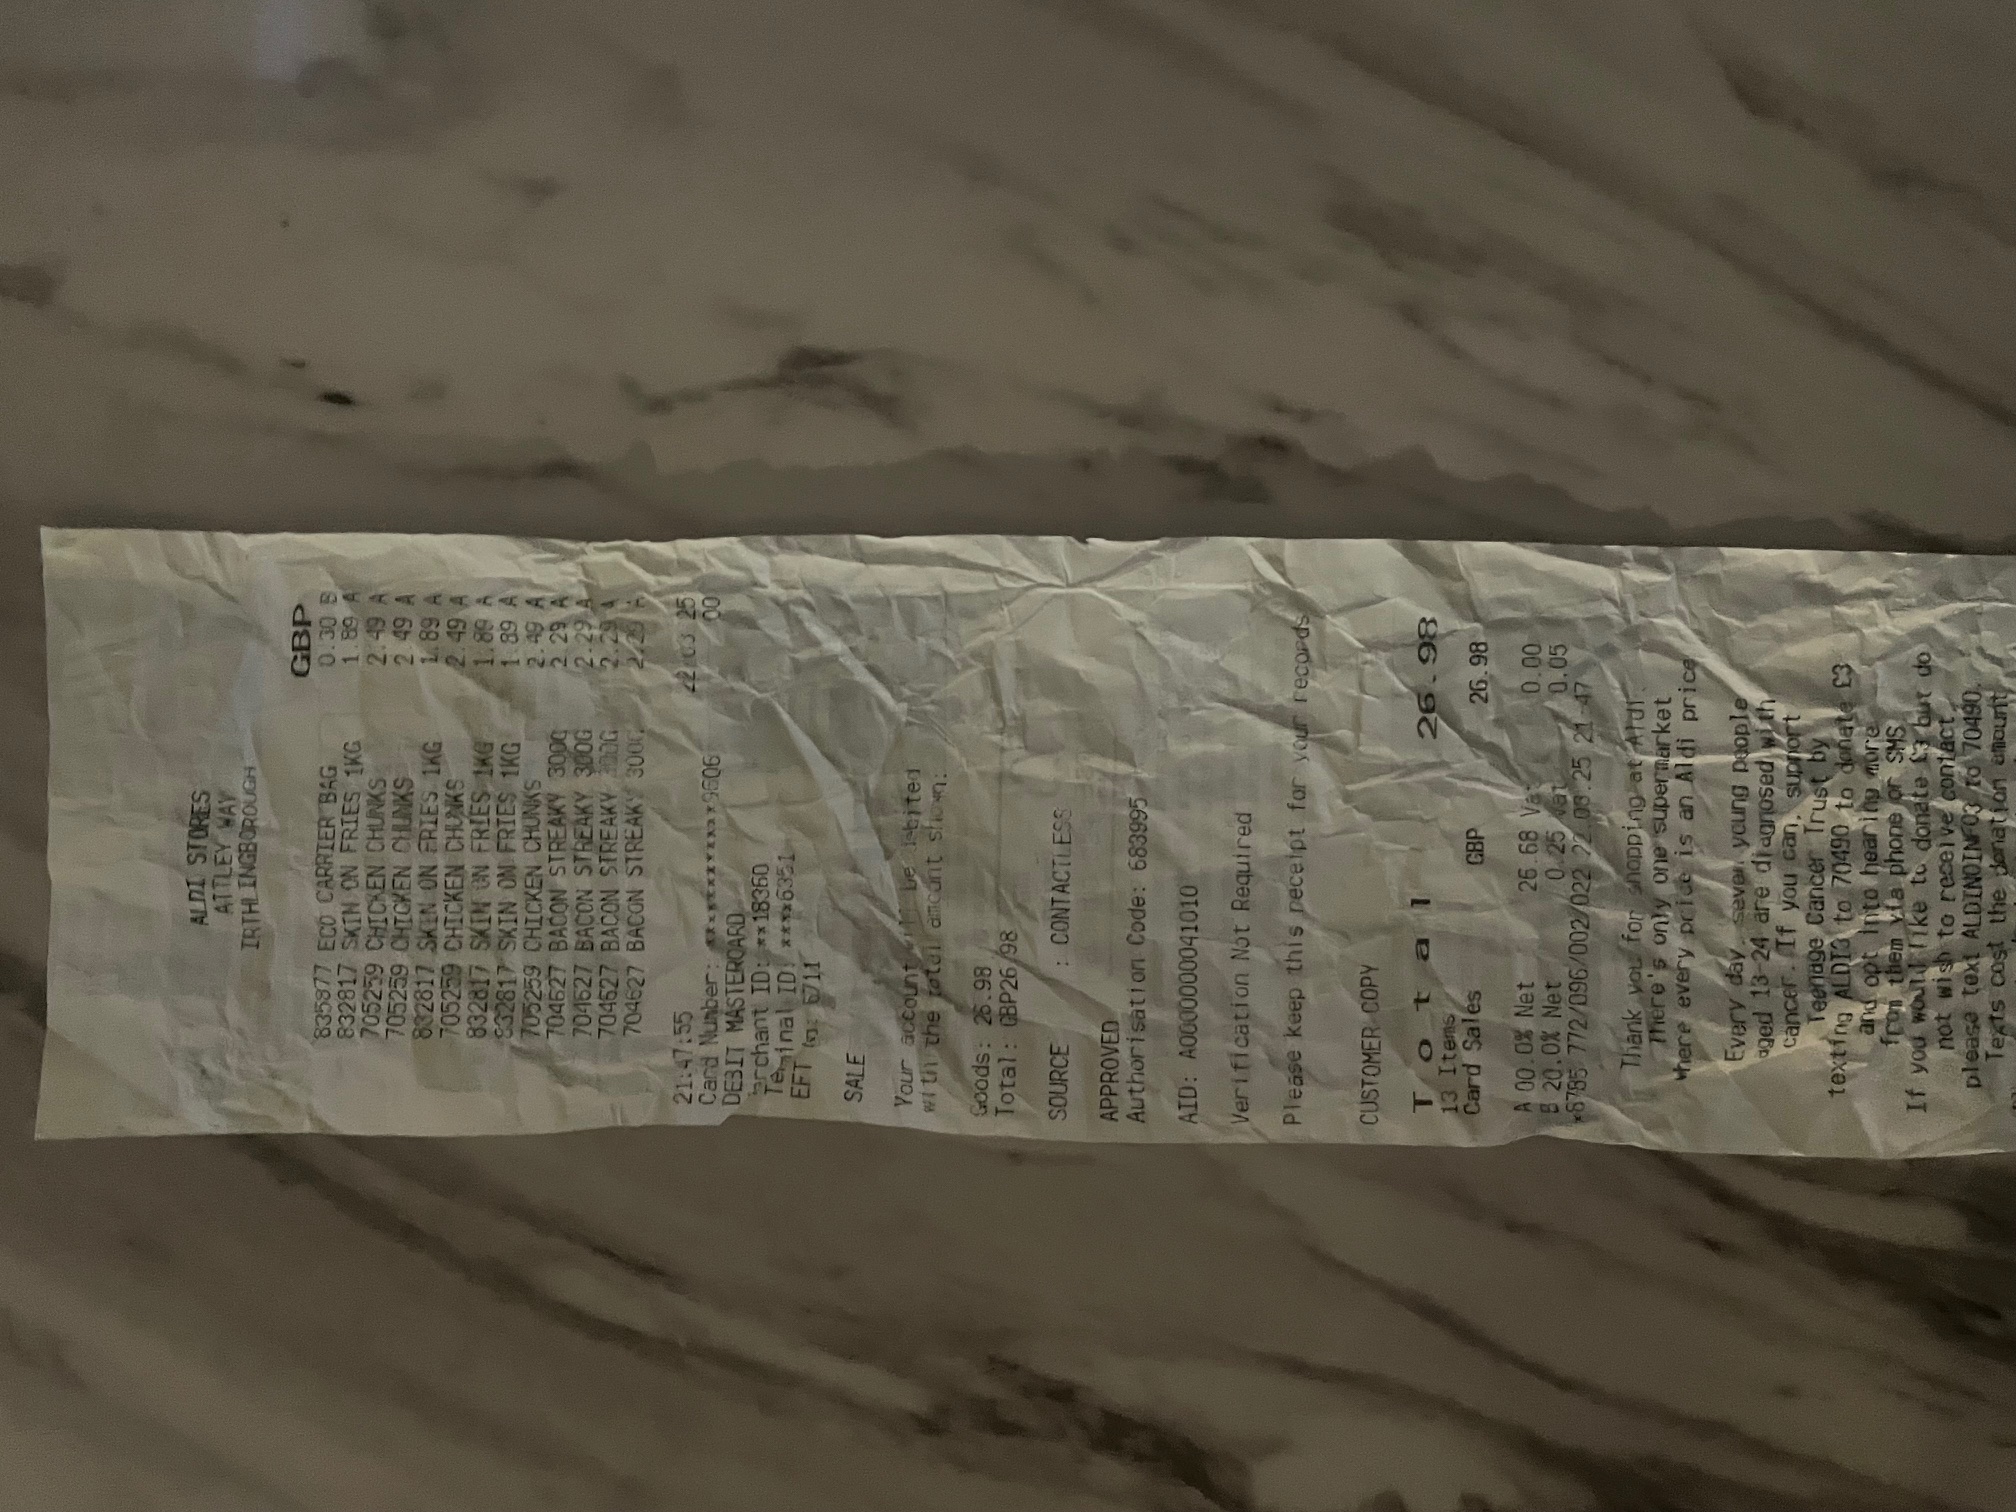 ALDI STORES
ATTLEY WAY
IRTHLINGBOROUGH
GBP
835877 ECO CARRIER BAG 0.30 B
832817 SKIN ON FRIES 1KG 1.89 A
705259 CHICKEN CHUNKS 2.49 A
705259 CHICKEN CHUNKS 2.49 A
832817 SKIN ON FRIES 1KG 1.89 A
705259 CHICKEN CHUNKS 2.49 A
832817 SKIN ON FRIES 1KG 1.89 A
832817 SKIN ON FRIES 1KG 1.89 A
705259 CHICKEN CHUNKS 2.49 A
704627 BACON STREAKY 300G 2.29 A
704627 BACON STREAKY 300G 2.29 A
704627 BACON STREAKY 300G 2.29 A
704627 BACON STREAKY 300G 2.29 A
21:47:55 22 03 25
Card Number: ************9606 00
DEBIT MASTERCARD
erchant ID: **18360
Teminal ID: ****6351
EFT 6711
SALE
Your account will be debited
with the total amount shown:
Goods: 26.98
Total: GBP26.98
SOURCE : CONTACTLESS
APPROVED
Authorisation Code: 683995
AID: A0000000041010
Verification Not Required
Please keep this receipt for your records
CUSTOMER COPY
Total 26.98
13 Items
Card Sales GBP 26.98
A 00.0% Net 26.68 Vat 0.00
B 20.0% Net 0.25 Vat 0.05
*6785 772/096/002/022 22.03.25 21-47
Thank you for shopping at Aldi.
There's only one supermarket
where every price is an Aldi price
Every day, seven young people
aged 13-24 are diagnosed with
cancer. If you can, support
Teenage Cancer Trust by
texting ALDI3 to 70490 to donate £3
and opt into hearing more
from them via phone or SMS
If you would like to donate £3 but do
not wish to receive contact,
please text ALDINOINFO3 to 70490.
Texts cost the donation amount